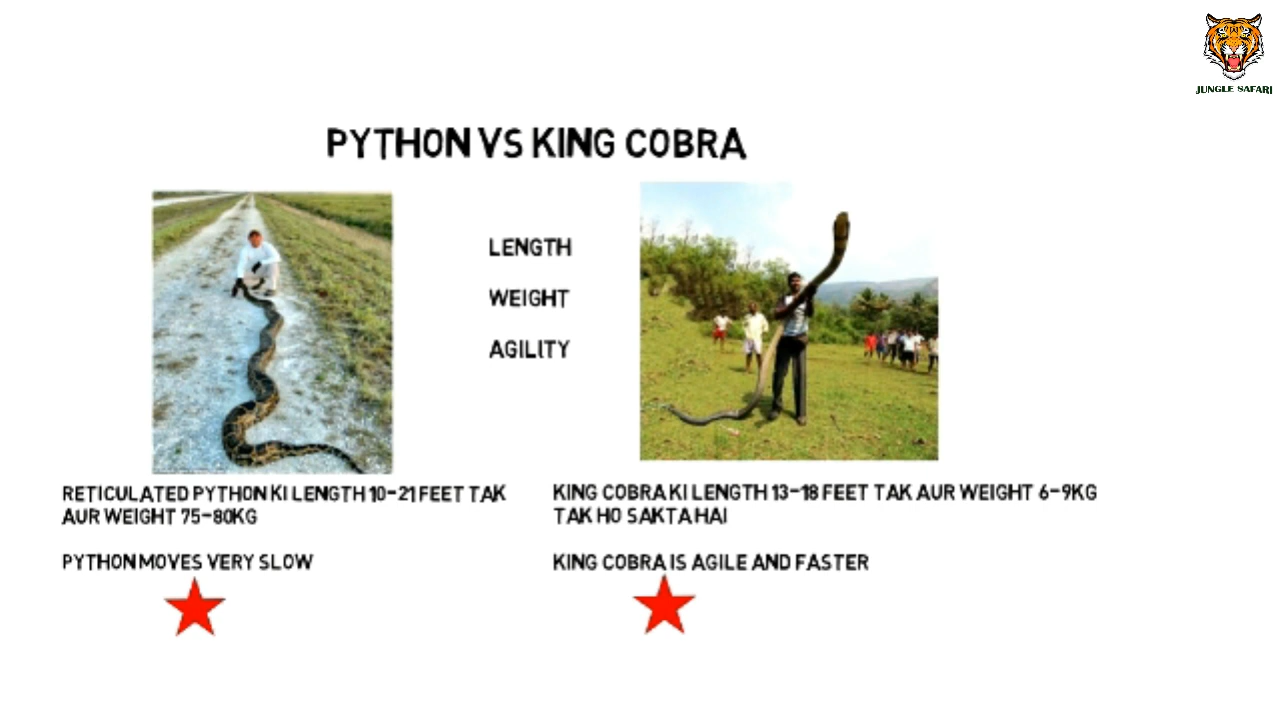 JUNGLE SAFARI
PYTHON VS KING COBRA
LENGTH
WEIGHT
AGILITY
RETICULATED PYTHON KI LENGTH 10-21 FEET TAK
AUR WEIGHT 75-80KG
PYTHON MOVES VERY SLOW
KING COBRA KI LENGTH 13-18 FEET TAK AUR WEIGHT 6-9KG
TAK HO SAKTA HAI
KING COBRA IS AGILE AND FASTER